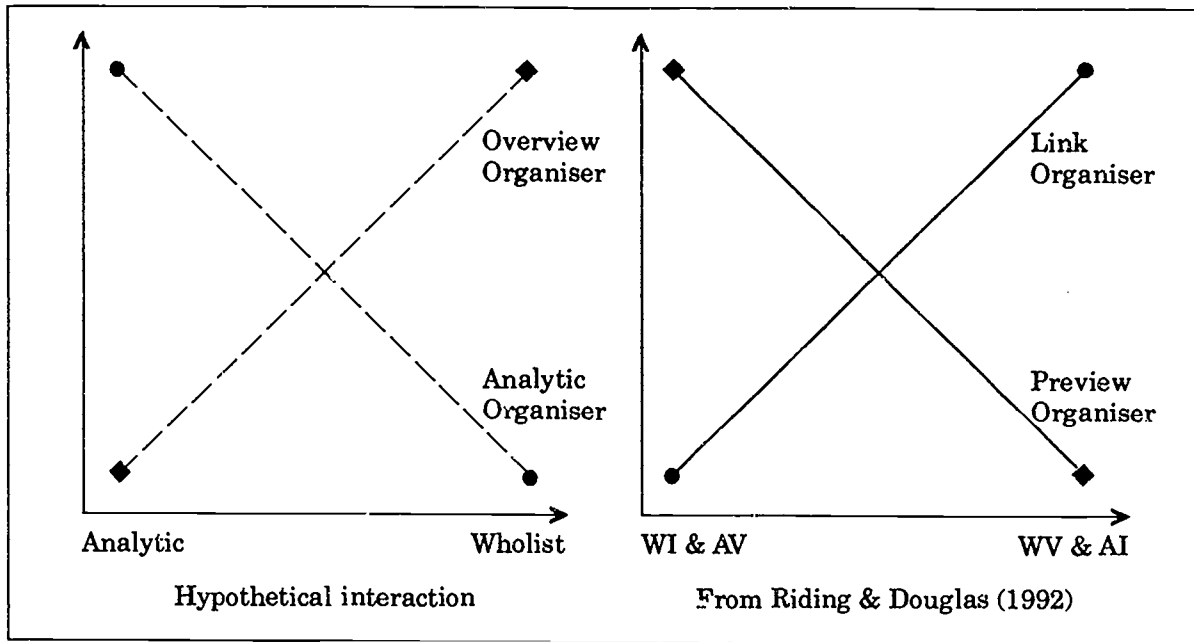 Overview
Organiser
Analytic
Organiser
Analytic
Wholist
Hypothetical interaction
Link
Organiser
Preview
Organiser
WI & AV
WV & AI
From Riding & Douglas (1992)